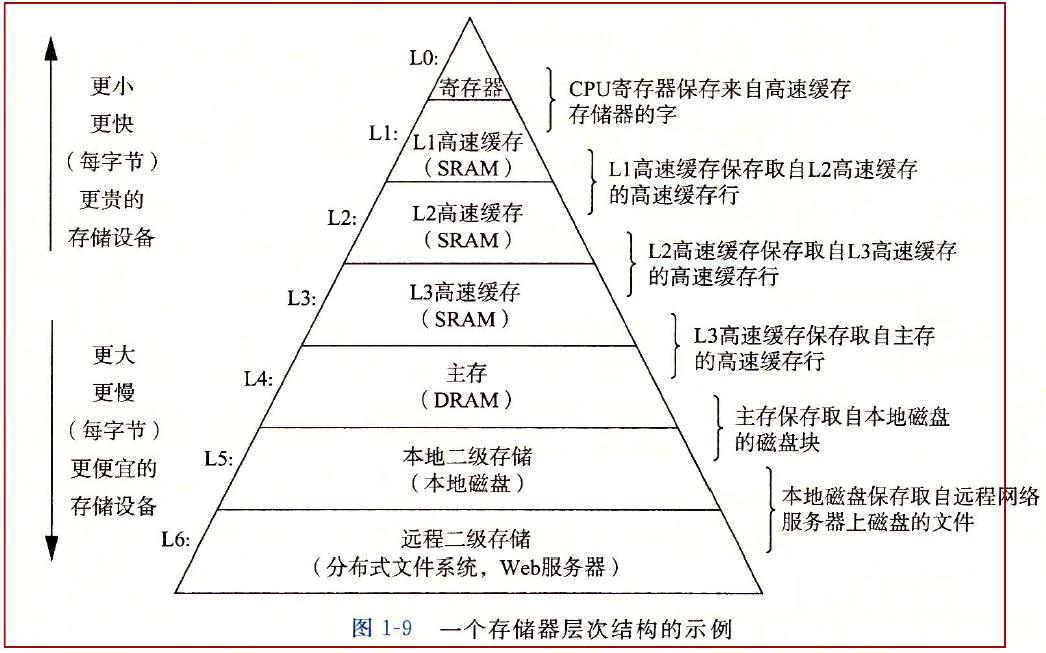 更小
更快
（每字节）
更贵的
存储设备
更大
更慢
（每字节）
更便宜的
存储设备
L0:
寄存器
L1:
L1高速缓存
（SRAM）
L2:
L2高速缓存
（SRAM）
L3:
L3高速缓存
（SRAM）
L4:
主存
（DRAM）
L5:
本地二级存储
（本地磁盘）
L6:
远程二级存储
（分布式文件系统，Web服务器）
CPU寄存器保存来自高速缓存
存储器的字
L1高速缓存保存取自L2高速缓存
的高速缓存行
L2高速缓存保存取自L3高速缓存
的高速缓存行
L3高速缓存保存取自主存
的高速缓存行
主存保存取自本地磁盘
的磁盘块
本地磁盘保存取自远程网络
服务器上磁盘的文件
图 1-9 一个存储器层次结构的示例